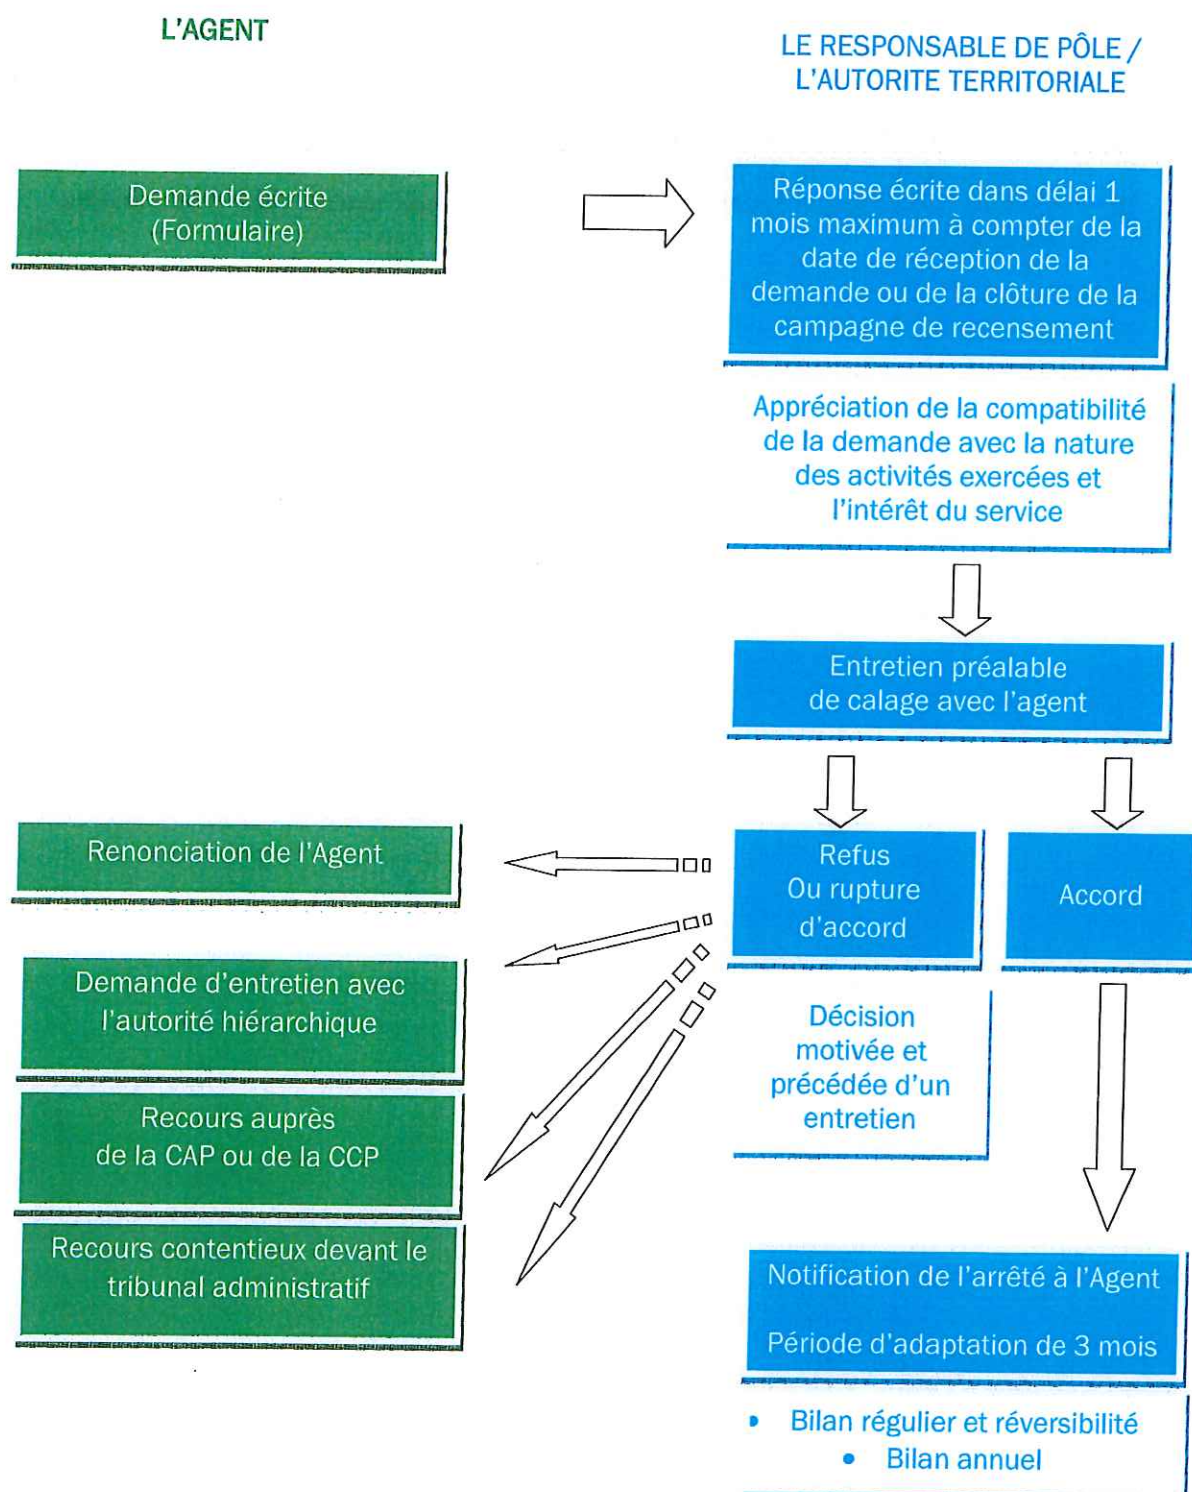 L'AGENT
LE RESPONSABLE DE PÔLE /
L'AUTORITE TERRITORIALE
Demande écrite
(Formulaire)
Réponse écrite dans délai 1
mois maximum à compter de la
date de réception de la
demande ou de la clôture de la
campagne de recensement
Appréciation de la compatibilité
de la demande avec la nature
des activités exercées et
l'intérêt du service
Entretien préalable
de calage avec l'agent
Refus
Ou rupture
d'accord
Accord
Décision
motivée et
précédée d'un
entretien
Renonciation de l'Agent
Demande d'entretien avec
l'autorité hiérarchique
Recours auprès
de la CAP ou de la CCP
Recours contentieux devant le
tribunal administratif
Notification de l'arrêté à l'Agent
Période d'adaptation de 3 mois
• Bilan régulier et réversibilité
• Bilan annuel